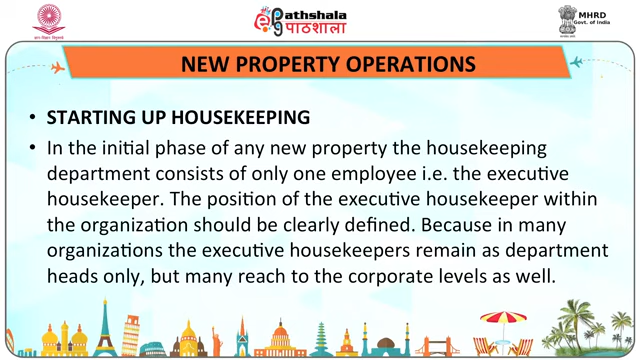 ePathshala
पाठशाला
MHRD
Govt. of India
NEW PROPERTY OPERATIONS
• STARTING UP HOUSEKEEPING
• In the initial phase of any new property the housekeeping
department consists of only one employee i.e. the executive
housekeeper. The position of the executive housekeeper within
the organization should be clearly defined. Because in many
organizations the executive housekeepers remain as department
heads only, but many reach to the corporate levels as well.